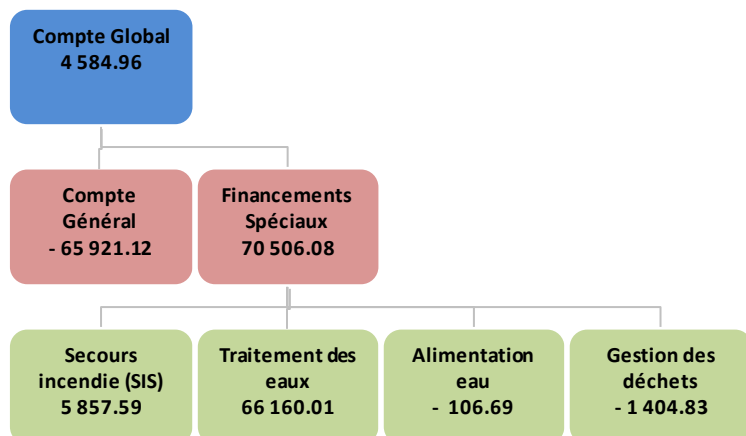 Compte Global
4 584.96
Compte
Général
- 65 921.12
Financements
Spéciaux
70 506.08
Secours
incendie (SIS)
5 857.59
Traitement des
eaux
66 160.01
Alimentation
eau
- 106.69
Gestion des
déchets
- 1 404.83